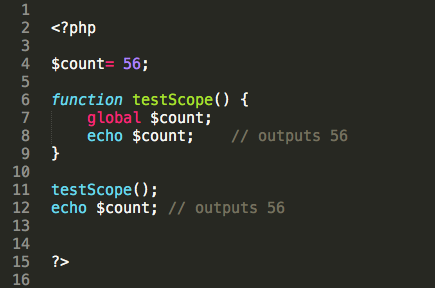 1
2 <?php
3
4 $count= 56;
5
6 function testScope() {
7     global $count;
8     echo $count;    // outputs 56
9 }
10
11 testScope();
12 echo $count; // outputs 56
13
14
15 ?>
16